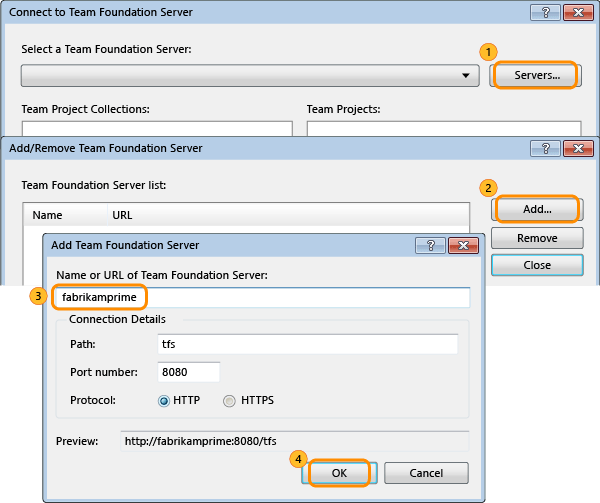 Connect to Team Foundation Server
Select a Team Foundation Server:
1
Servers...
Team Project Collections:
Team Projects:
Add/Remove Team Foundation Server
Team Foundation Server list:
2
Name
URL
Add...
Remove
Close
Add Team Foundation Server
Name or URL of Team Foundation Server:
3
fabrikamprime
Connection Details
Path:
tfs
Port number:
8080
Protocol:
HTTP
HTTPS
Preview:
http://fabrikamprime:8080/tfs
4
OK
Cancel